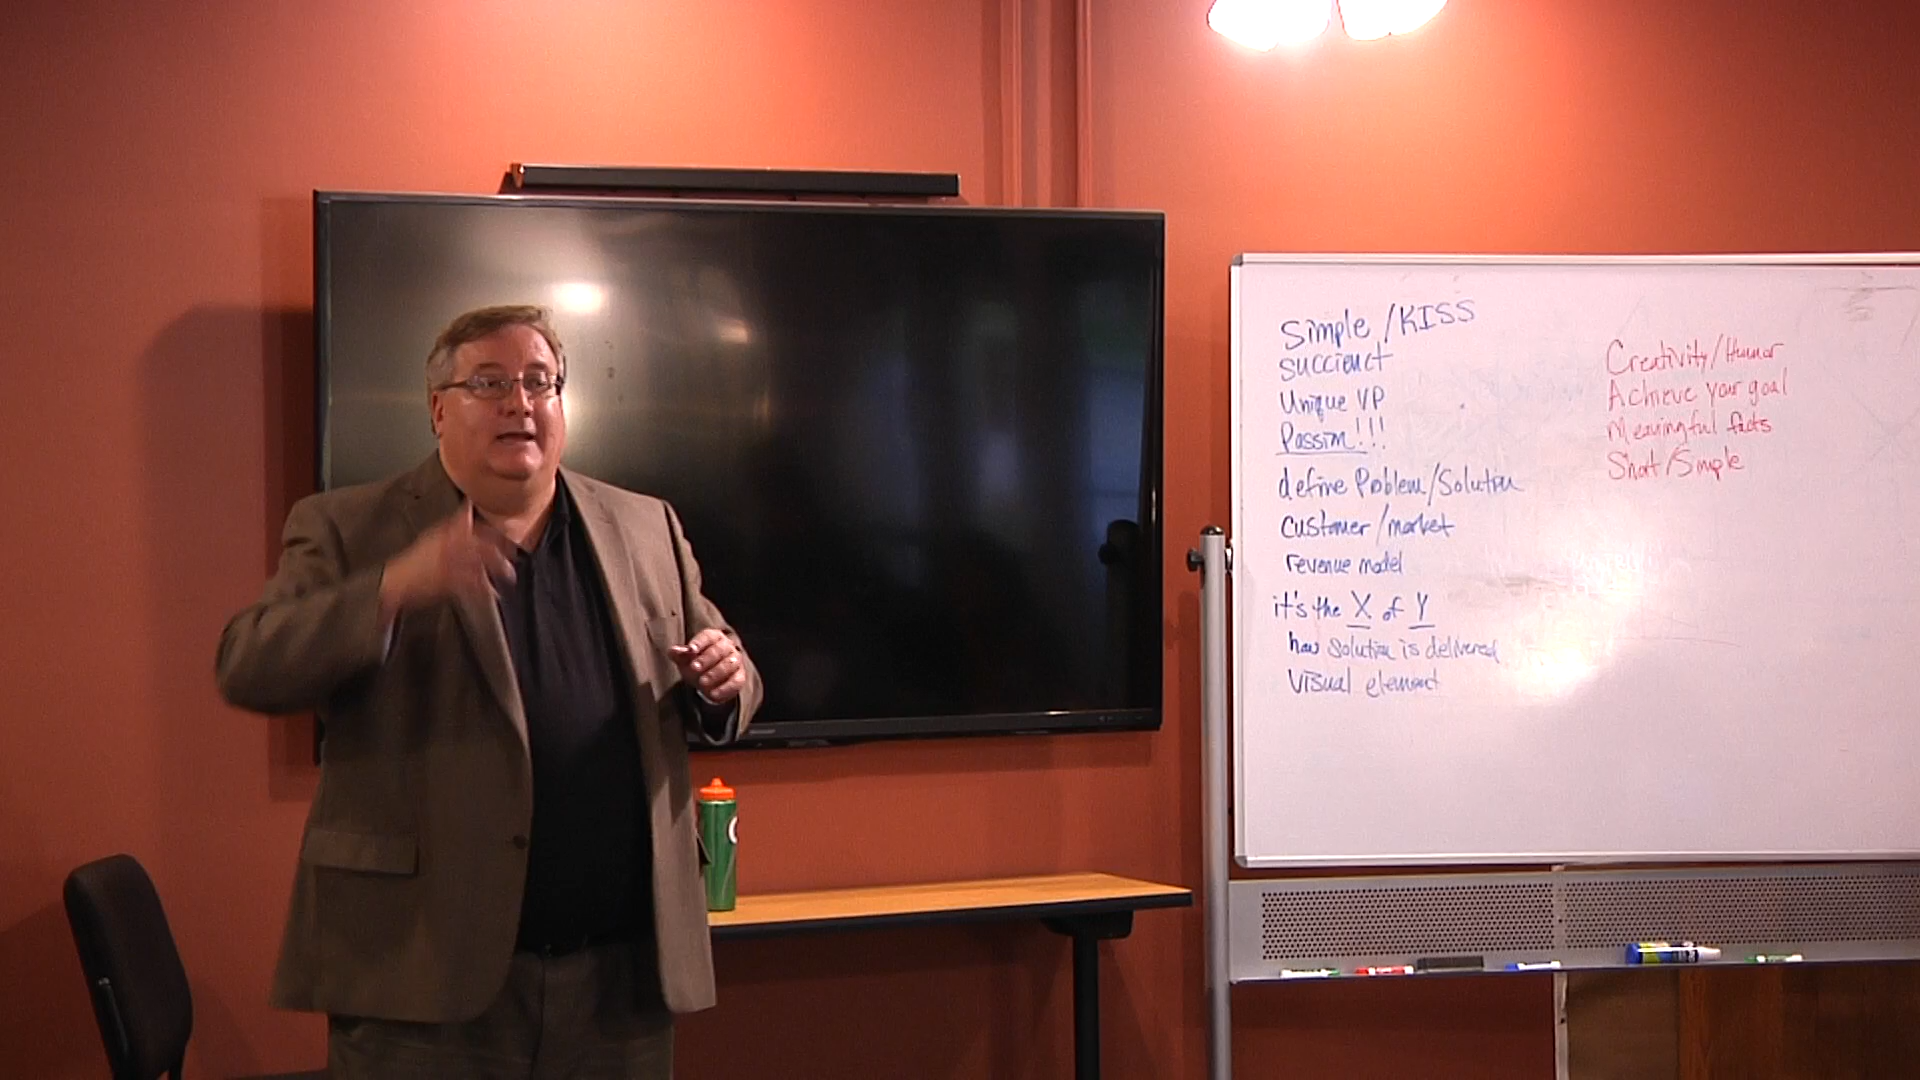 Simple/KISS
succienct
Unique VP
Passion!!!
define Problem/Solution
customer/market
revenue model
it's the X of Y
how solution is delivered
visual element
Creativity/Humor
Achieve your goal
Meaningful facts
Short/Simple